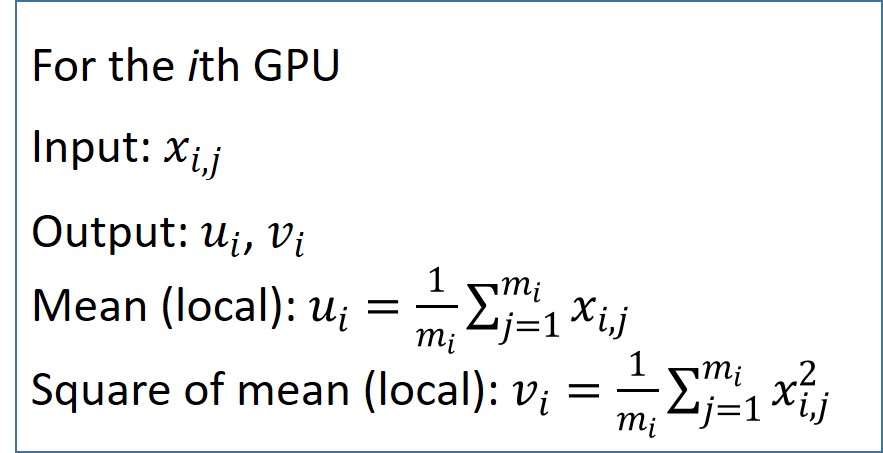 For the ith GPU
Input: $x_{i,j}$
Output: $u_i$, $v_i$
Mean (local): $u_i = \frac{1}{m_i} \sum_{j=1}^{m_i} x_{i,j}$
Square of mean (local): $v_i = \frac{1}{m_i} \sum_{j=1}^{m_i} x_{i,j}^2$